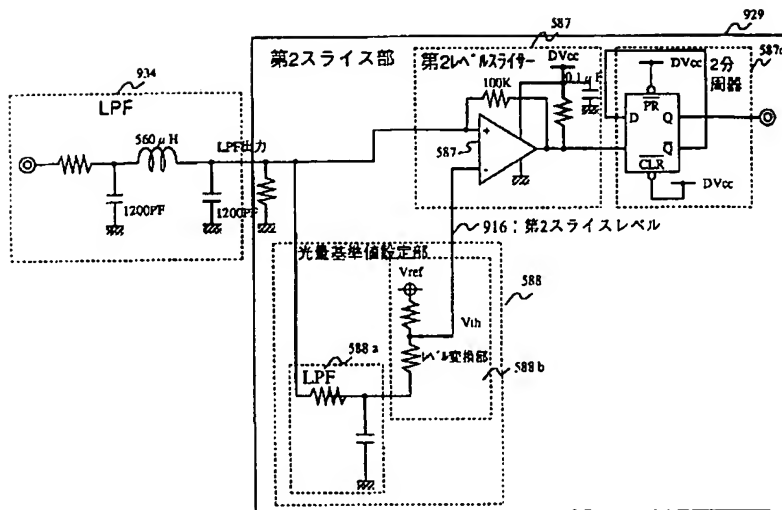 929
587
934
LPF
第2スライス部
第2レベルスライサー
DVcc
0.1μF
100K
2分
周器
DVcc
PR
D
Q
Q
CLR
DVcc
560μH
LPF出力
1200PF
1200PF
587
916：第2スライスレベル
光量基準値設定部
588
Vref
Vth
レベル変換部
588a
LPF
588b